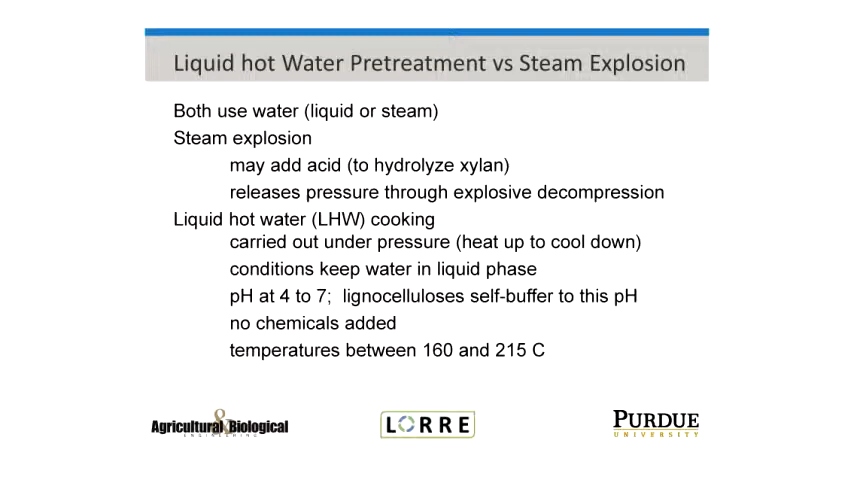 Liquid hot Water Pretreatment vs Steam Explosion
Both use water (liquid or steam)
Steam explosion
may add acid (to hydrolyze xylan)
releases pressure through explosive decompression
Liquid hot water (LHW) cooking
carried out under pressure (heat up to cool down)
conditions keep water in liquid phase
pH at 4 to 7;  lignocelluloses self-buffer to this pH
no chemicals added
temperatures between 160 and 215 C
Agricultural & Biological
ENGINEERING
LORRE
PURDUE
UNIVERSITY